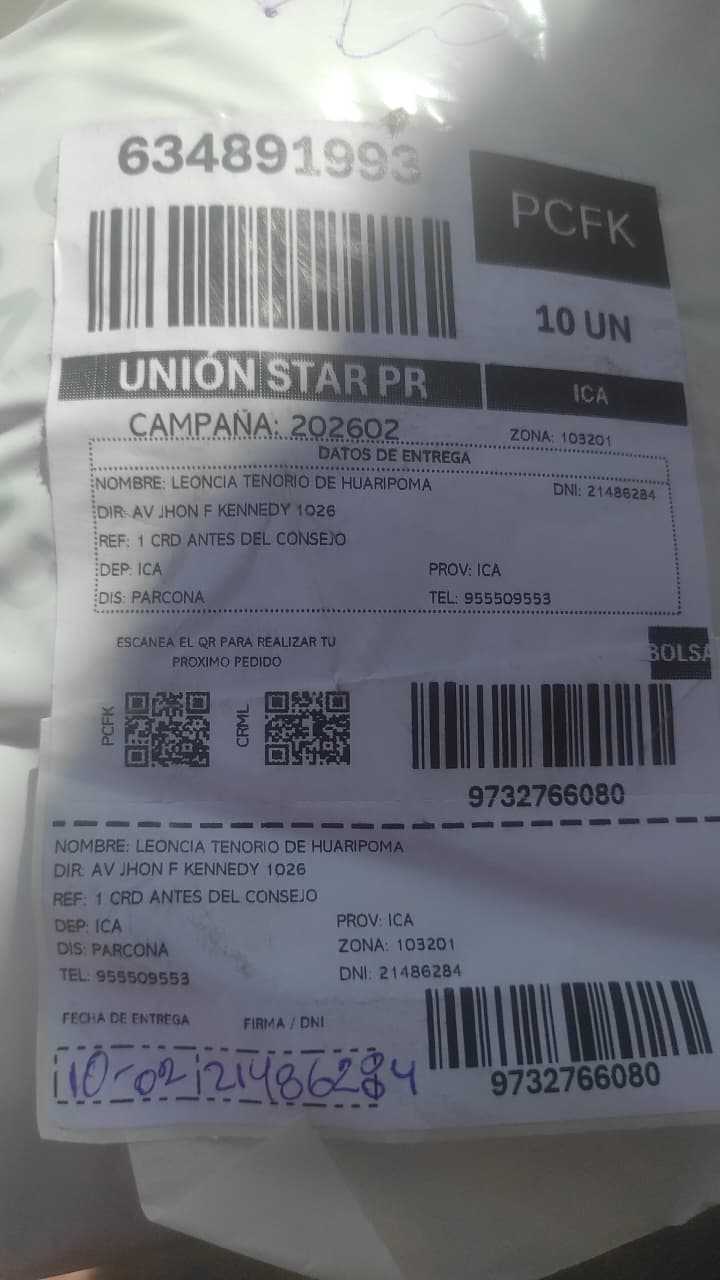 634891993
PCFK
10 UN
UNIÓN STAR PR
ICA
CAMPAÑA: 202602
ZONA: 103201
DATOS DE ENTREGA
NOMBRE: LEONCIA TENORIO DE HUARIPOMA
DNI: 21486284
DIR: AV JHON F KENNEDY 1026
REF: 1 CRD ANTES DEL CONSEJO
DEP: ICA
PROV: ICA
DIS: PARCONA
TEL: 955509553
ESCANEA EL QR PARA REALIZAR TU
PROXIMO PEDIDO
BOLSA
PCFK
CRML
9732766080
NOMBRE: LEONCIA TENORIO DE HUARIPOMA
DIR: AV JHON F KENNEDY 1026
REF: 1 CRD ANTES DEL CONSEJO
DEP: ICA
PROV: ICA
DIS: PARCONA
ZONA: 103201
TEL: 955509553
DNI: 21486284
FECHA DE ENTREGA
FIRMA / DNI
10-02 21486284
9732766080